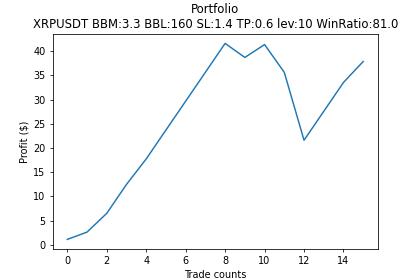 Portfolio
XRPUSDT BBM:3.3 BBL:160 SL:1.4 TP:0.6 lev:10 WinRatio:81.0
40
35
30
25
20
15
10
5
0
Profit ($)
0 2 4 6 8 10 12 14
Trade counts